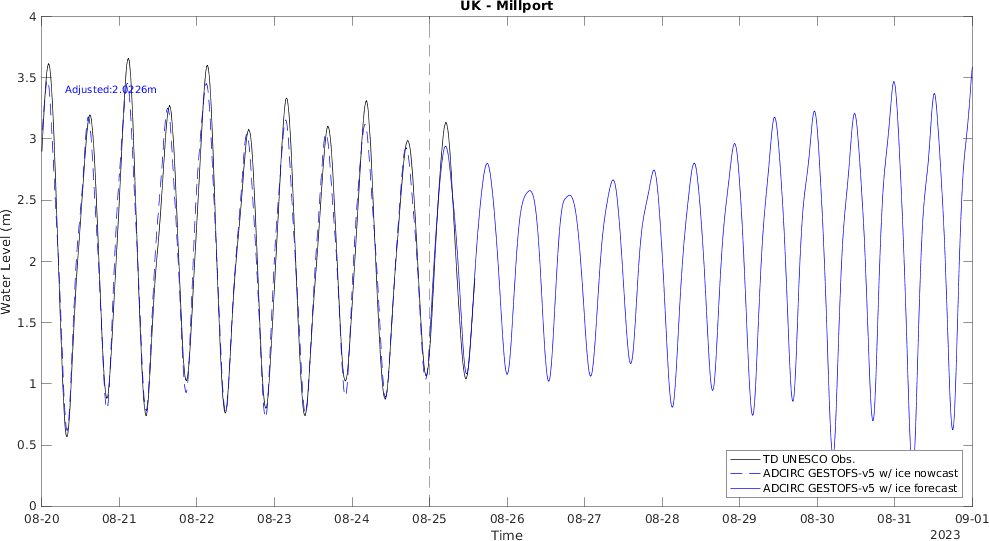 UK - Millport
Water Level (m)
4
3.5
3
2.5
2
1.5
1
0.5
0
Adjusted:2.0226m
TD UNESCO Obs.
ADCIRC GESTOFS-v5 w/ ice nowcast
ADCIRC GESTOFS-v5 w/ ice forecast
08-20 08-21 08-22 08-23 08-24 08-25 08-26 08-27 08-28 08-29 08-30 08-31 09-01
Time
2023